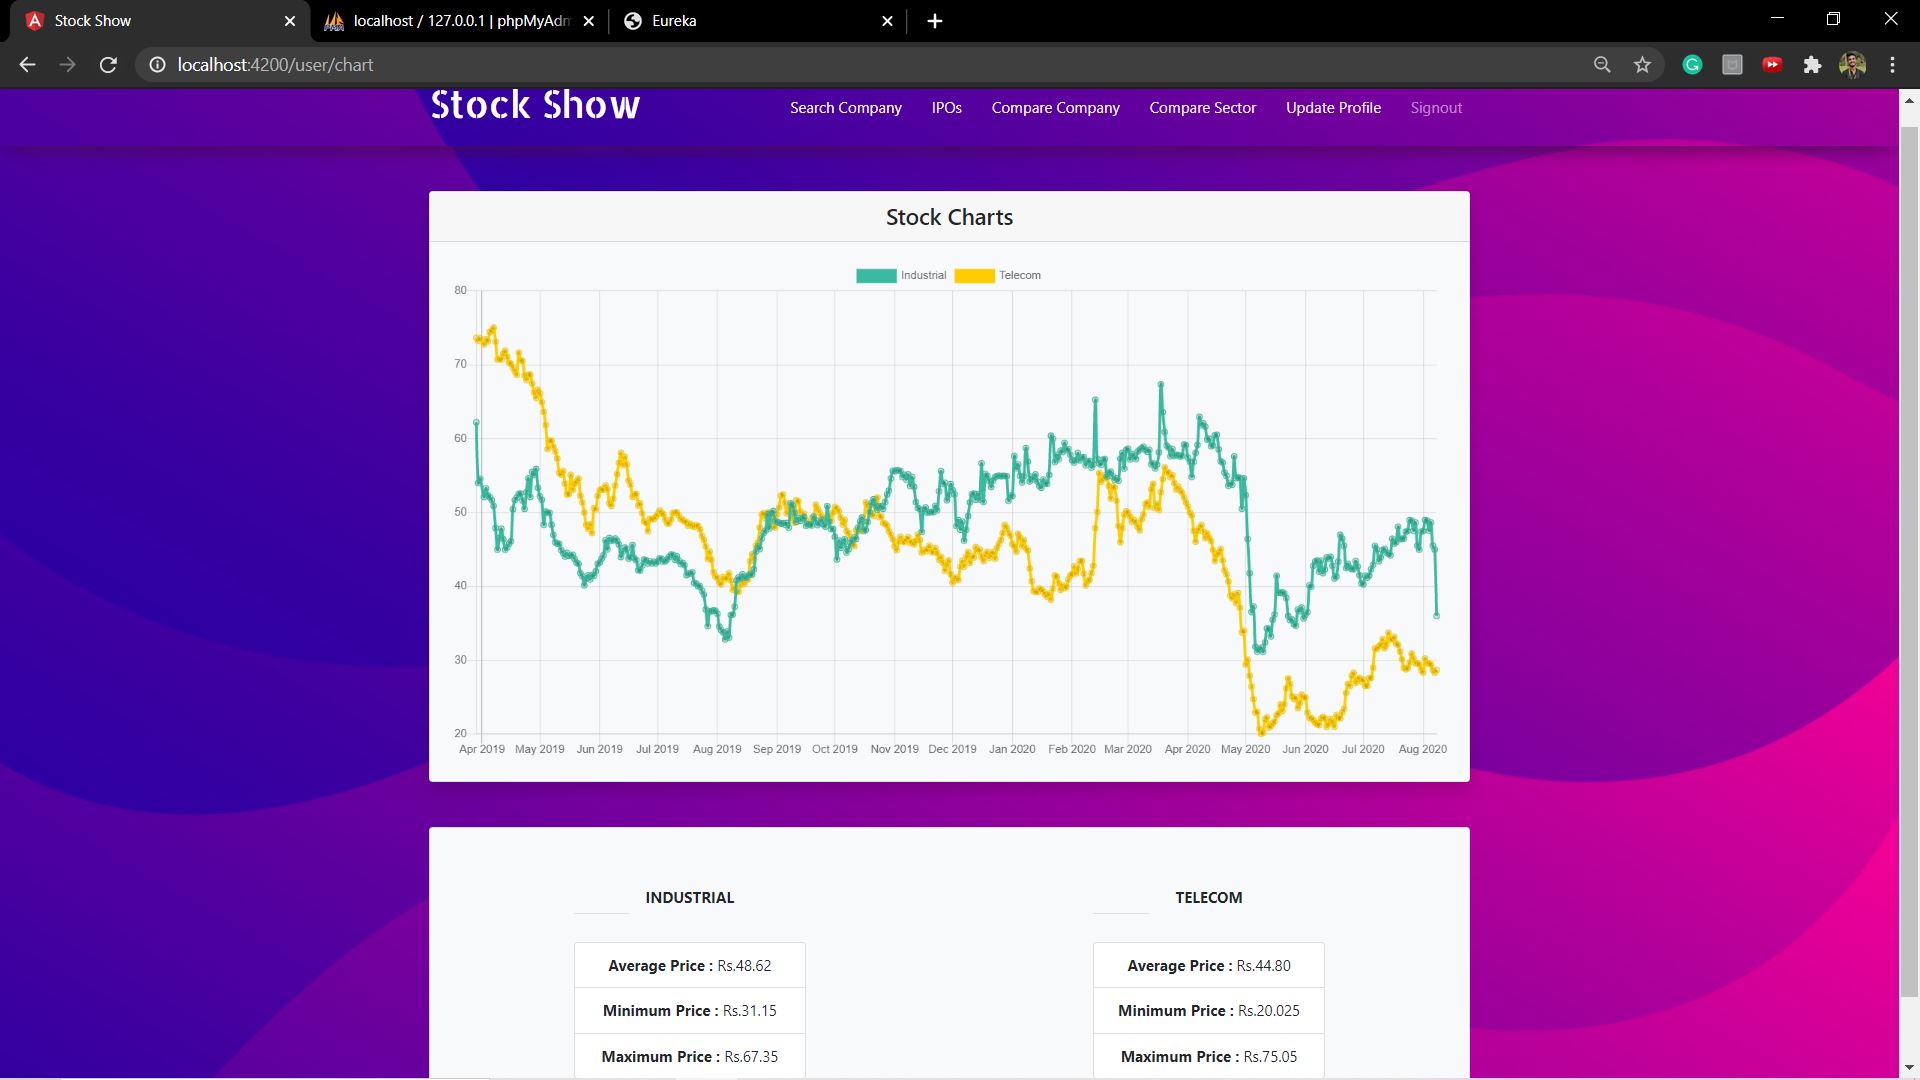 Stock Show
localhost / 127.0.0.1 | phpMyAdm
Eureka
localhost:4200/user/chart
Stock Show
Search Company
IPOs
Compare Company
Compare Sector
Update Profile
Signout
Stock Charts
Industrial
Telecom
80
70
60
50
40
30
20
Apr 2019 May 2019 Jun 2019 Jul 2019 Aug 2019 Sep 2019 Oct 2019 Nov 2019 Dec 2019 Jan 2020 Feb 2020 Mar 2020 Apr 2020 May 2020 Jun 2020 Jul 2020 Aug 2020
INDUSTRIAL
Average Price : Rs.48.62
Minimum Price : Rs.31.15
Maximum Price : Rs.67.35
TELECOM
Average Price : Rs.44.80
Minimum Price : Rs.20.025
Maximum Price : Rs.75.05